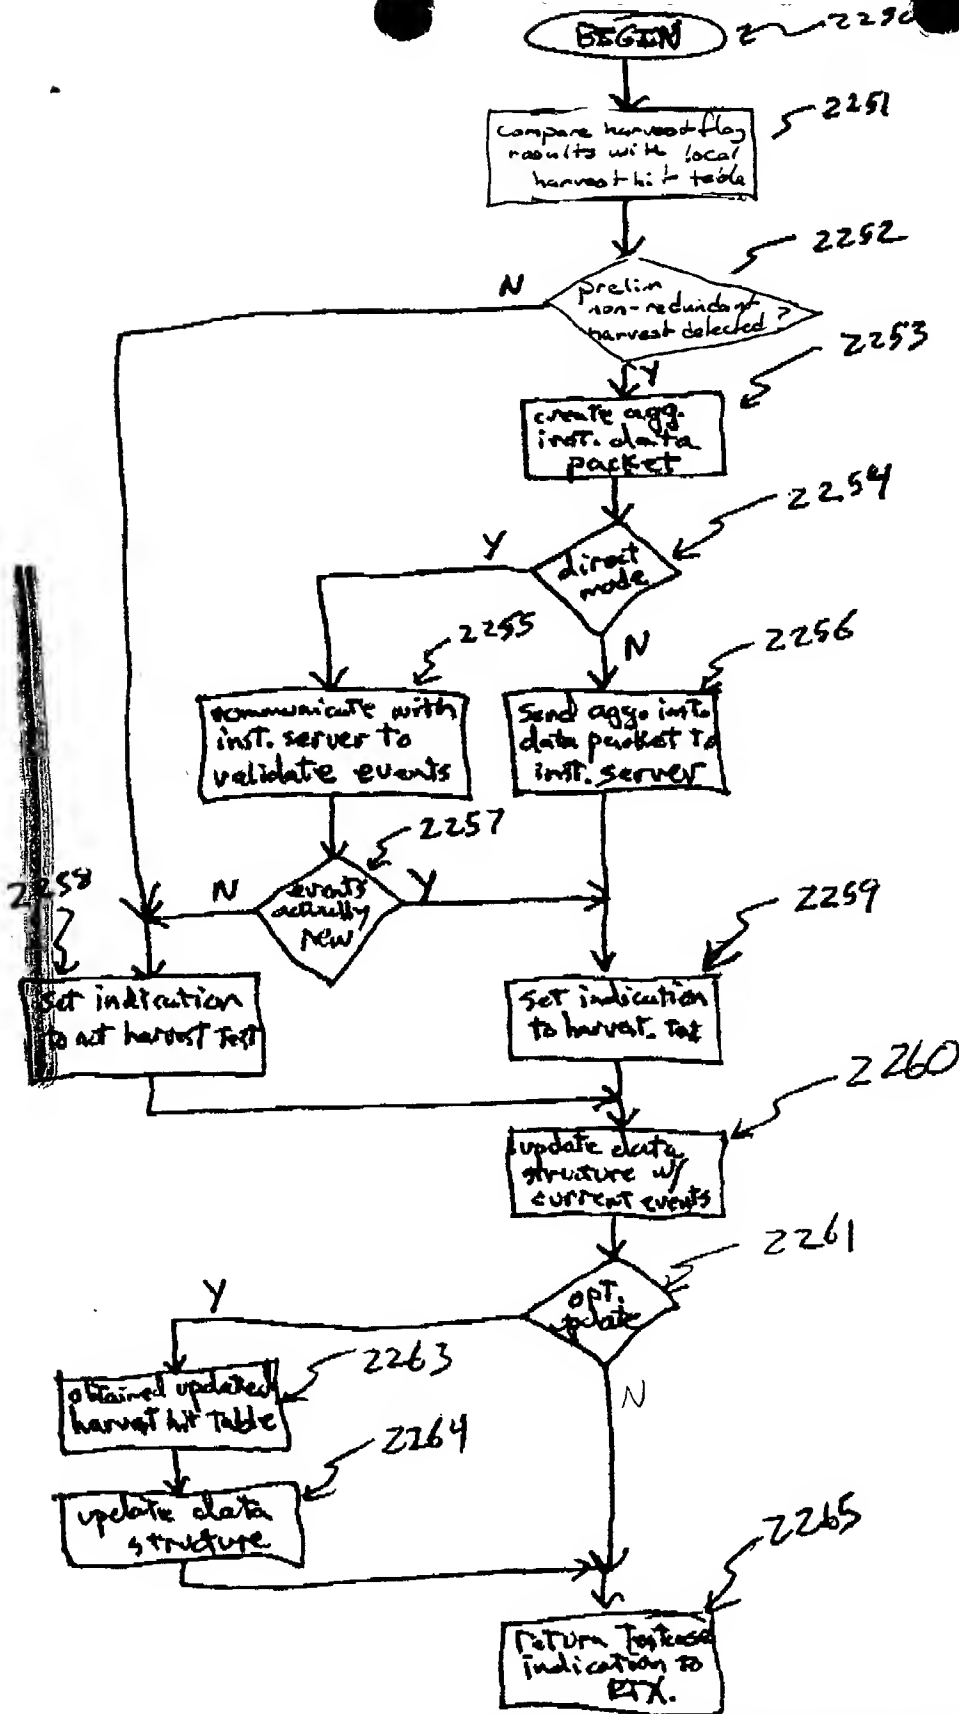 BEGIN
2250
2251
compare harvest flag
results with local
harvest hit table
2252
N
prelim
non-redundant
harvest detected ?
Y
2253
create agg.
inst. data
packet
2254
Y
direct
mode
N
2255
2256
communicate with
inst. server to
validate events
send agg. inst.
data packet to
inst. server
2257
2258
N
events
actually
new
Y
2259
set indication
to not harvest test
set indication
to harvest
2260
update data
structure w/
current events
2261
Y
opt.
update
N
2263
obtained updated
harvest hit table
2264
update data
structure
2265
return testcase
indication to
RTX.